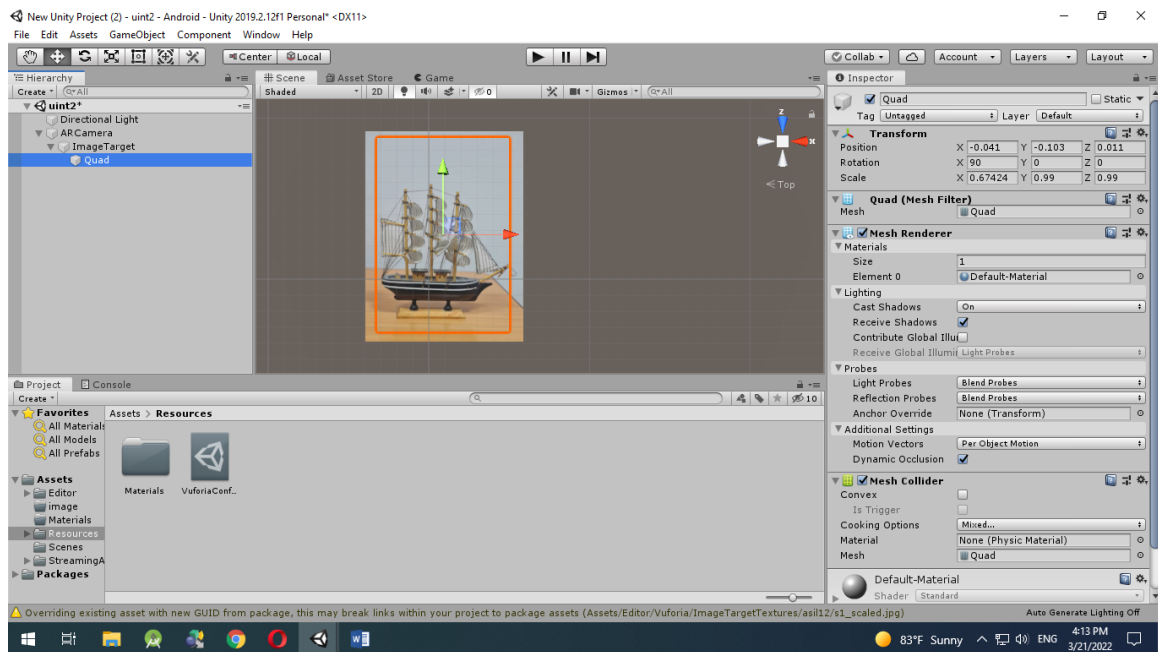 New Unity Project (2) - uint2 - Android - Unity 2019.2.12f1 Personal* <DX11>
File Edit Assets GameObject Component Window Help
Center Local Collab Account Layers Layout
Hierarchy
Create All
uint2*
Directional Light
ARCamera
ImageTarget
Quad
Scene Asset Store Game
Shaded 2D 0 Gizmos All
z
x
Top
Inspector
Quad Static
Tag Untagged Layer Default
Transform
Position X -0.041 Y -0.103 Z 0.011
Rotation X 90 Y 0 Z 0
Scale X 0.67424 Y 0.99 Z 0.99
Quad (Mesh Filter)
Mesh Quad
Mesh Renderer
Materials
Size 1
Element 0 Default-Material
Lighting
Cast Shadows On
Receive Shadows
Contribute Global Illu
Receive Global Illumi Light Probes
Probes
Light Probes Blend Probes
Reflection Probes Blend Probes
Anchor Override None (Transform)
Additional Settings
Motion Vectors Per Object Motion
Dynamic Occlusion
Mesh Collider
Convex
Is Trigger
Cooking Options Mixed...
Material None (Physic Material)
Mesh Quad
Default-Material
Shader Standard
Project Console
Create 10
Favorites
All Materials
All Models
All Prefabs
Assets
Editor
image
Materials
Resources
Scenes
StreamingA
Packages
Assets > Resources
Materials VuforiaConf...
Overriding existing asset with new GUID from package, this may break links within your project to package assets (Assets/Editor/Vuforia/ImageTargetTextures/asil12/s1_scaled.jpg)
Auto Generate Lighting Off
83°F Sunny ENG 4:13 PM
3/21/2022